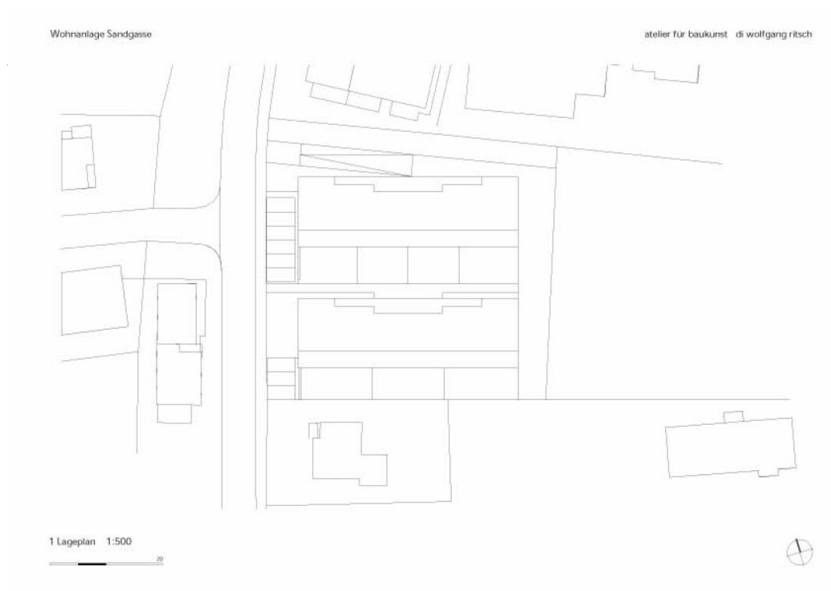 Wohnanlage Sandgasse
atelier für baukunst di wolfgang ritsch
1 Lageplan 1:500
20